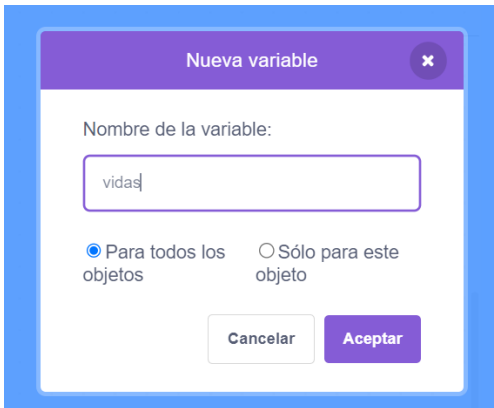 Nueva variable
Nombre de la variable:
vidas
Para todos los objetos
Sólo para este objeto
Cancelar
Aceptar